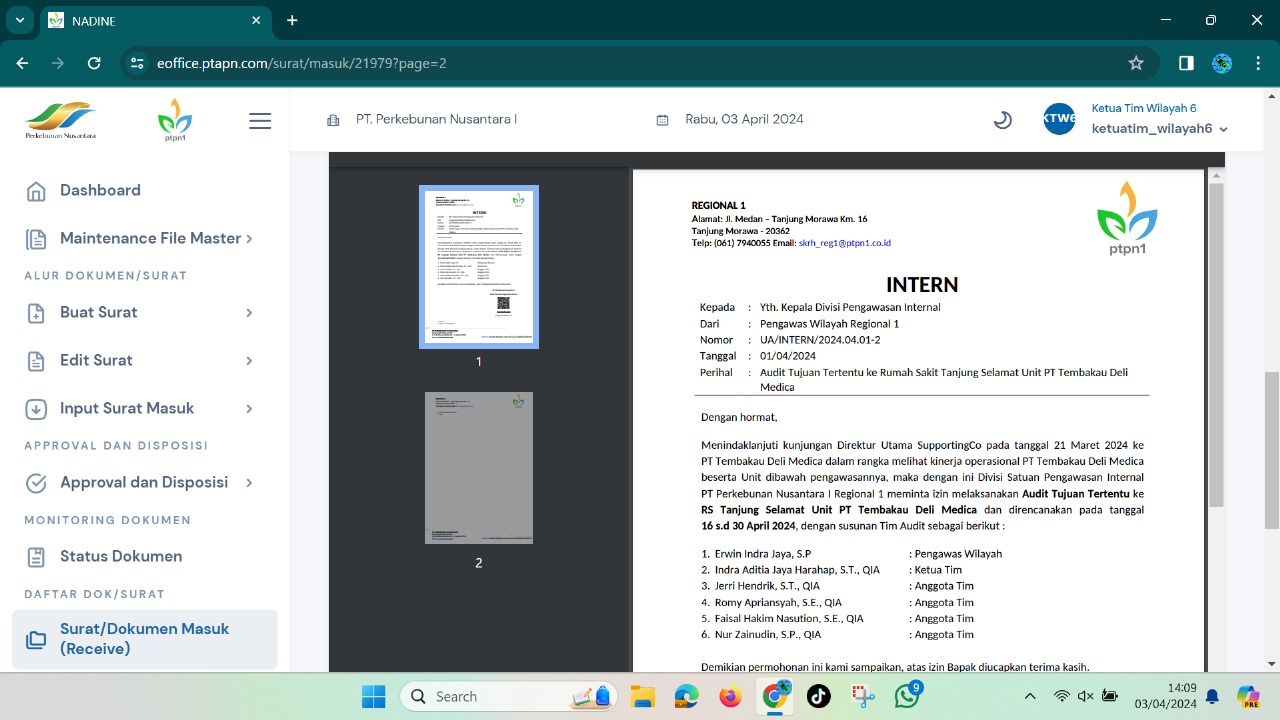 NADINE
eoffice.ptapn.com/surat/masuk/21979?page=2
Perkebunan Nusantara
ptpn1
PT. Perkebunan Nusantara I
Rabu, 03 April 2024
KTW6
Ketua Tim Wilayah 6
ketuatim_wilayah6
Dashboard
Maintenance File Master
ALUR DOKUMEN/SURAT
Buat Surat
Edit Surat
Input Surat Masuk
APPROVAL DAN DISPOSISI
Approval dan Disposisi
MONITORING DOKUMEN
Status Dokumen
DAFTAR DOK/SURAT
Surat/Dokumen Masuk
(Receive)
INTERN
1
2
REGIONAL 1
Alamat: Jl. Medan – Tanjung Morawa Km. 16
Tanjung Morawa - 20362
Telp: (061) 7940055 Email: skrh_reg1@ptpn1.co.id
ptpn1
INTERN
Kepada : Yth. Kepala Divisi Pengawasan Internal
Dari : Pengawas Wilayah Regional 1
Nomor : UA/INTERN/2024.04.01-2
Tanggal : 01/04/2024
Perihal : Audit Tujuan Tertentu ke Rumah Sakit Tanjung Selamat Unit PT Tembakau Deli
Medica
Dengan hormat,
Menindaklanjuti kunjungan Direktur Utama SupportingCo pada tanggal 21 Maret 2024 ke
PT Tembakau Deli Medica dalam rangka melihat kinerja operasional PT Tembakau Deli Medica
beserta Unit dibawah pengawasannya, maka dengan ini Divisi Satuan Pengawasan Internal
PT Perkebunan Nusantara I Regional 1 meminta izin melaksanakan Audit Tujuan Tertentu ke
RS Tanjung Selamat Unit PT Tembakau Deli Medica dan direncanakan pada tanggal
16 s.d 30 April 2024, dengan susunan Tim Audit sebagai berikut :
1. Erwin Indra Jaya, S.P : Pengawas Wilayah
2. Indra Aditia Jaya Harahap, S.T., QIA : Ketua Tim
3. Jerri Hendrik, S.T., QIA : Anggota Tim
4. Romy Apriansyah, S.E., QIA : Anggota Tim
5. Faisal Hakim Nasution, S.E., QIA : Anggota Tim
6. Nur Zainudin, S.P., QIA : Anggota Tim
Demikian permohonan ini kami sampaikan, atas izin Bapak diucapkan terima kasih.
Search
9
14:09
03/04/2024
PRE